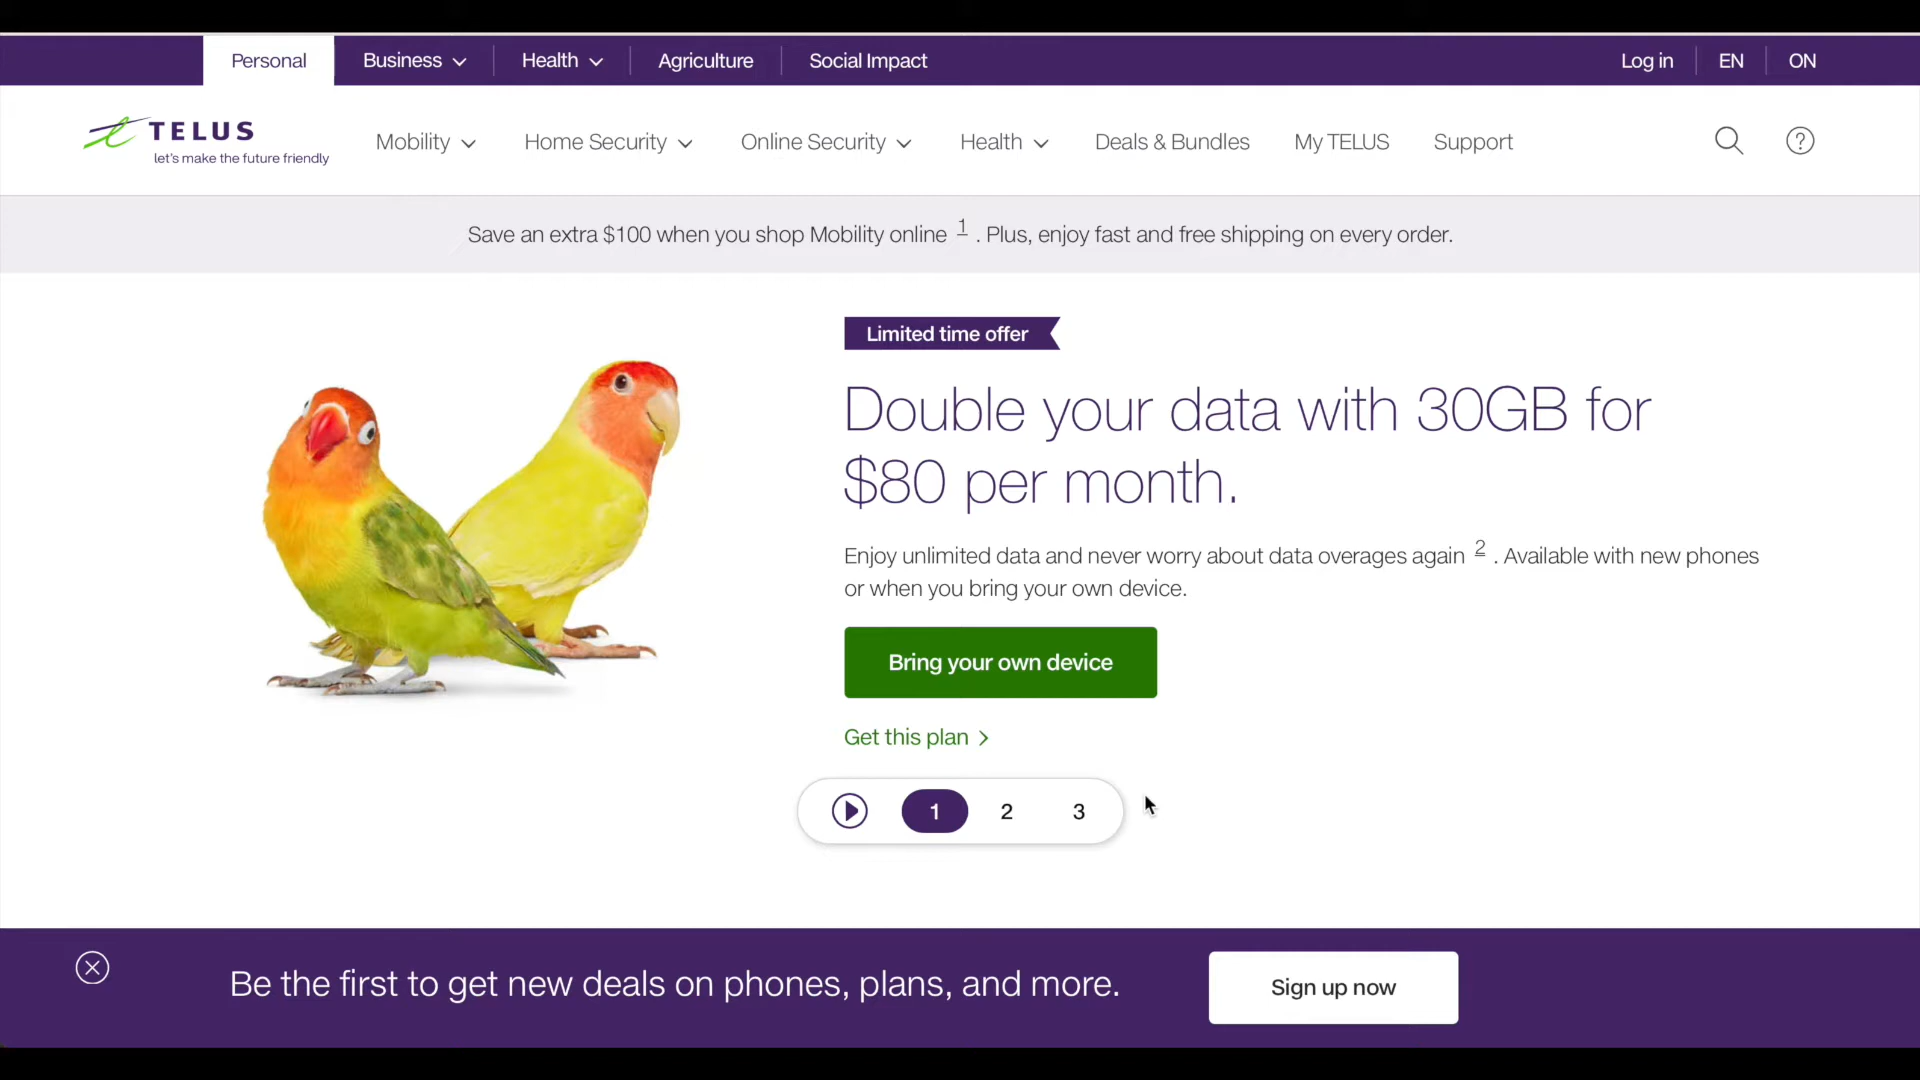 Personal
Business
Health
Agriculture
Social Impact
Log in
EN
ON
TELUS
let's make the future friendly
Mobility
Home Security
Online Security
Health
Deals & Bundles
My TELUS
Support
?
Save an extra $100 when you shop Mobility online 1 . Plus, enjoy fast and free shipping on every order.
Limited time offer
Double your data with 30GB for
$80 per month.
Enjoy unlimited data and never worry about data overages again 2 . Available with new phones
or when you bring your own device.
Bring your own device
Get this plan
1 2 3
Be the first to get new deals on phones, plans, and more.
Sign up now